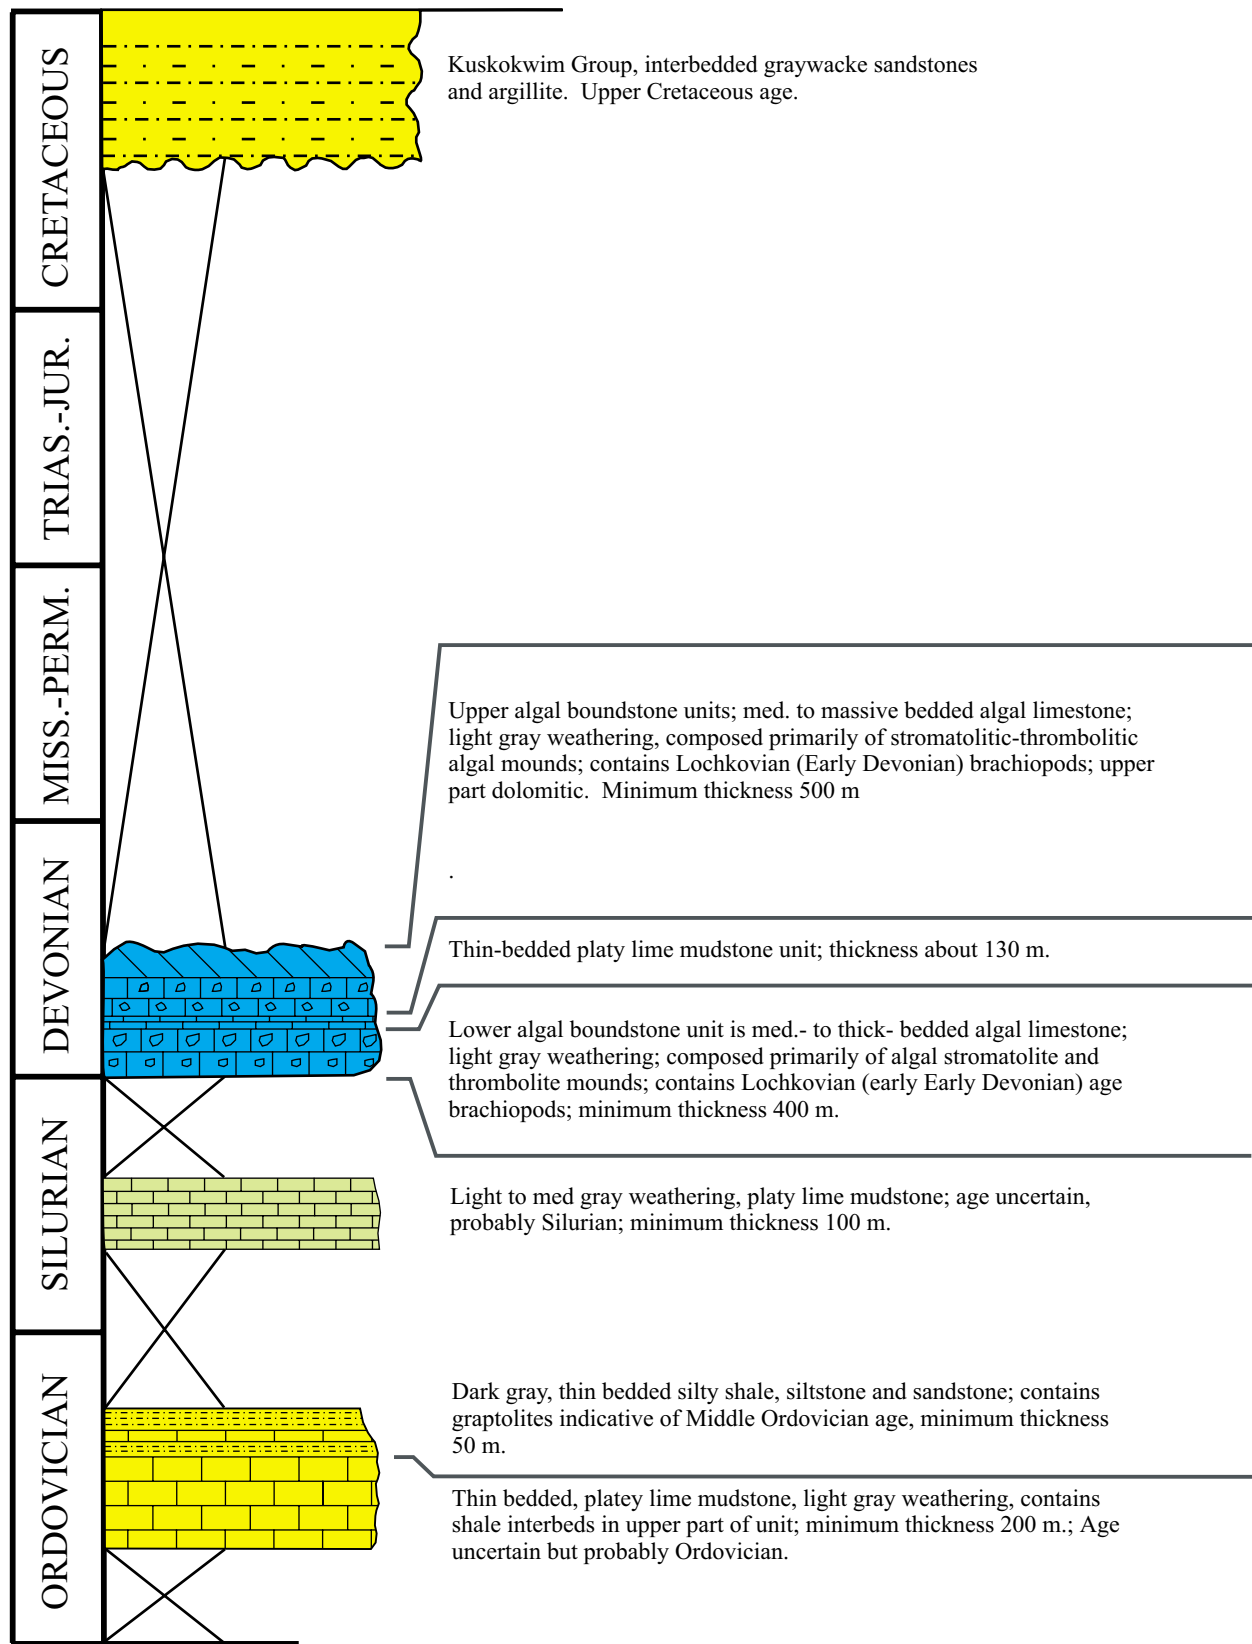 CRETACEOUS
Kuskokwim Group, interbedded graywacke sandstones
and argillite.  Upper Cretaceous age.
TRIAS.-JUR.
MISS.-PERM.
Upper algal boundstone units; med. to massive bedded algal limestone;
light gray weathering, composed primarily of stromatolitic-thrombolitic
algal mounds; contains Lochkovian (Early Devonian) brachiopods; upper
part dolomitic.  Minimum thickness 500 m
.
DEVONIAN
Thin-bedded platy lime mudstone unit; thickness about 130 m.
Lower algal boundstone unit is med.- to thick- bedded algal limestone;
light gray weathering; composed primarily of algal stromatolite and
thrombolite mounds; contains Lochkovian (early Early Devonian) age
brachiopods; minimum thickness 400 m.
SILURIAN
Light to med gray weathering, platy lime mudstone; age uncertain,
probably Silurian; minimum thickness 100 m.
ORDOVICIAN
Dark gray, thin bedded silty shale, siltstone and sandstone; contains
graptolites indicative of Middle Ordovician age, minimum thickness
50 m.
Thin bedded, platey lime mudstone, light gray weathering, contains
shale interbeds in upper part of unit; minimum thickness 200 m.; Age
uncertain but probably Ordovician.